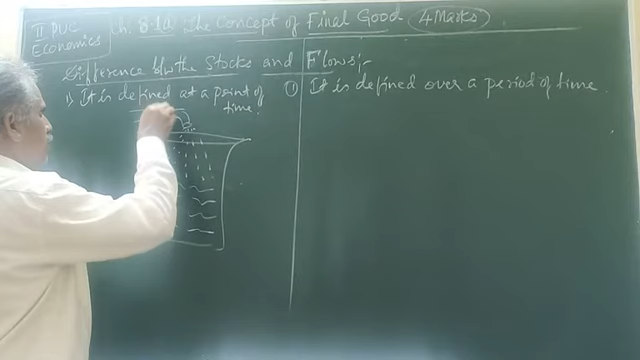 II PUC
Economics
Ch. 8.10 The Concept of Final Good 4 Marks
Difference b/w the Stocks and Flows:-
1) It is defined at a point of
time.
① It is defined over a period of time.